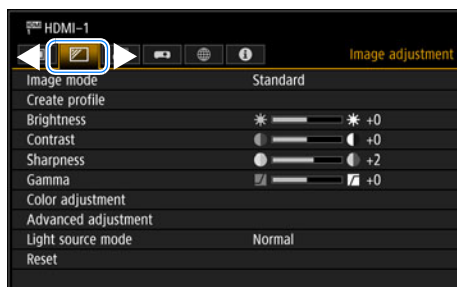 HDMI-1
Image adjustment
Image mode Standard
Create profile
Brightness +0
Contrast +0
Sharpness +2
Gamma +0
Color adjustment
Advanced adjustment
Light source mode Normal
Reset